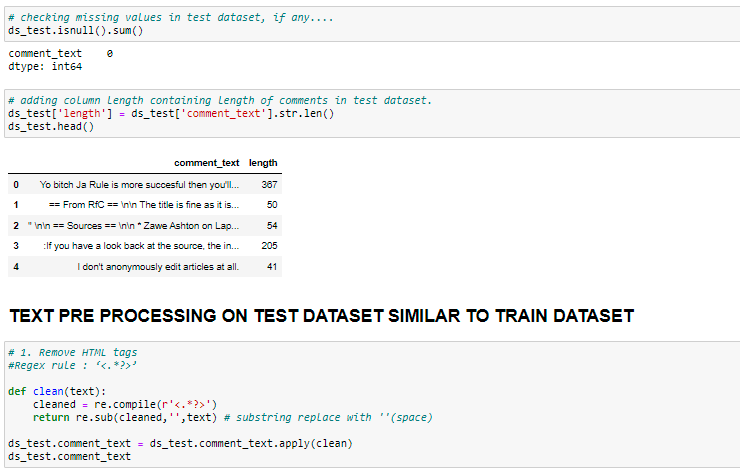 # checking missing values in test dataset, if any....
ds_test.isnull().sum()
comment_text    0
dtype: int64
# adding column length containing length of comments in test dataset.
ds_test['length'] = ds_test['comment_text'].str.len()
ds_test.head()
comment_text length
0 Yo bitch Ja Rule is more succesful then you'll... 367
1 == From RfC == \n\n The title is fine as it is... 50
2 " \n\n == Sources == \n\n * Zawe Ashton on Lap... 54
3 :If you have a look back at the source, the in... 205
4 I don't anonymously edit articles at all. 41
TEXT PRE PROCESSING ON TEST DATASET SIMILAR TO TRAIN DATASET
# 1. Remove HTML tags
#Regex rule : ‘<.*?>’
def clean(text):
    cleaned = re.compile(r'<.*?>')
    return re.sub(cleaned,'',text) # substring replace with ''(space)
ds_test.comment_text = ds_test.comment_text.apply(clean)
ds_test.comment_text